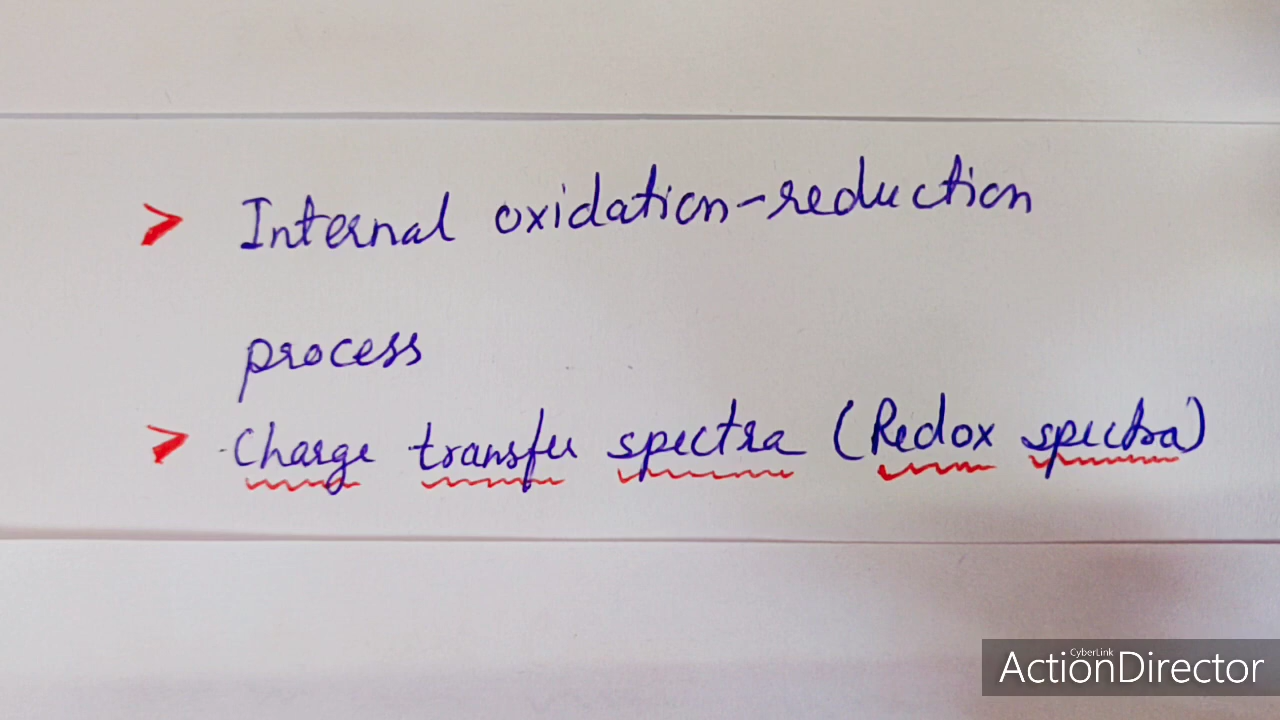 > Internal oxidation-reduction
process
> Charge transfer spectra (Redox spectra)
CyberLink
ActionDirector